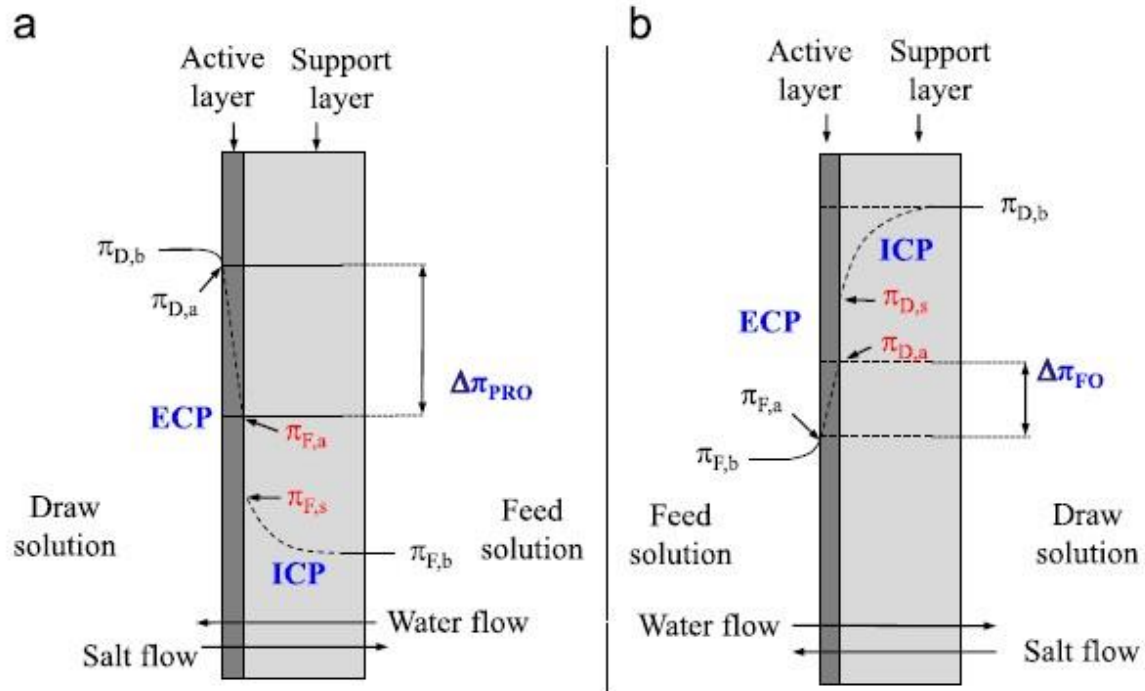 a
Active
layer
Support
layer
π_D,b
π_D,a
Δπ_PRO
ECP
π_F,a
π_F,s
Draw
solution
Feed
solution
π_F,b
ICP
Water flow
Salt flow
b
Active
layer
Support
layer
π_D,b
ICP
π_D,s
ECP
π_D,a
Δπ_FO
π_F,a
π_F,b
Feed
solution
Draw
solution
Water flow
Salt flow